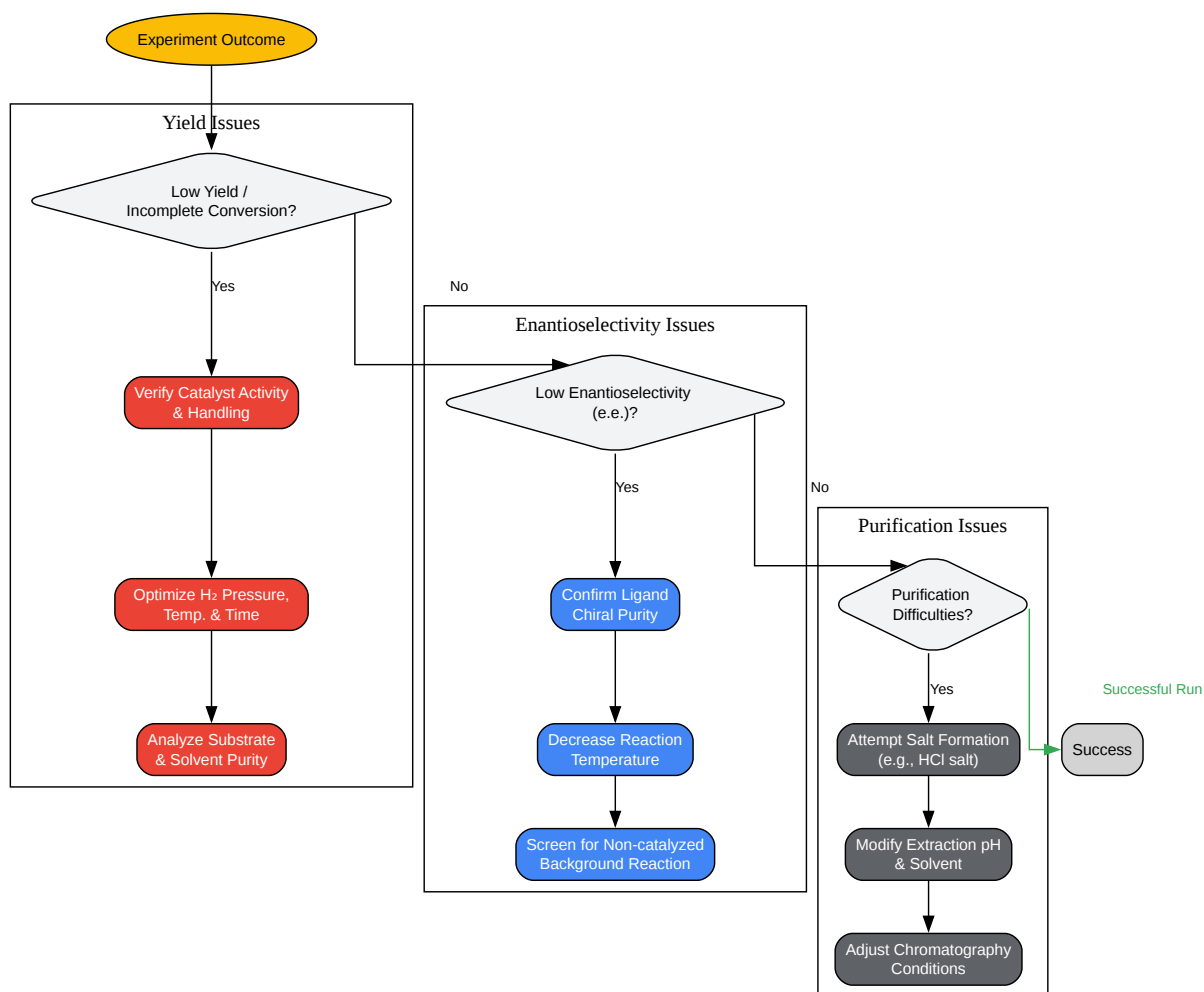 Experiment Outcome
Yield Issues
Low Yield /
Incomplete Conversion?
Yes
No
Verify Catalyst Activity
& Handling
Optimize H₂ Pressure,
Temp. & Time
Analyze Substrate
& Solvent Purity
Enantioselectivity Issues
Low Enantioselectivity
(e.e.)?
Yes
No
Confirm Ligand
Chiral Purity
Decrease Reaction
Temperature
Screen for Non-catalyzed
Background Reaction
Purification Issues
Purification
Difficulties?
Yes
Successful Run
Attempt Salt Formation
(e.g., HCl salt)
Success
Modify Extraction pH
& Solvent
Adjust Chromatography
Conditions